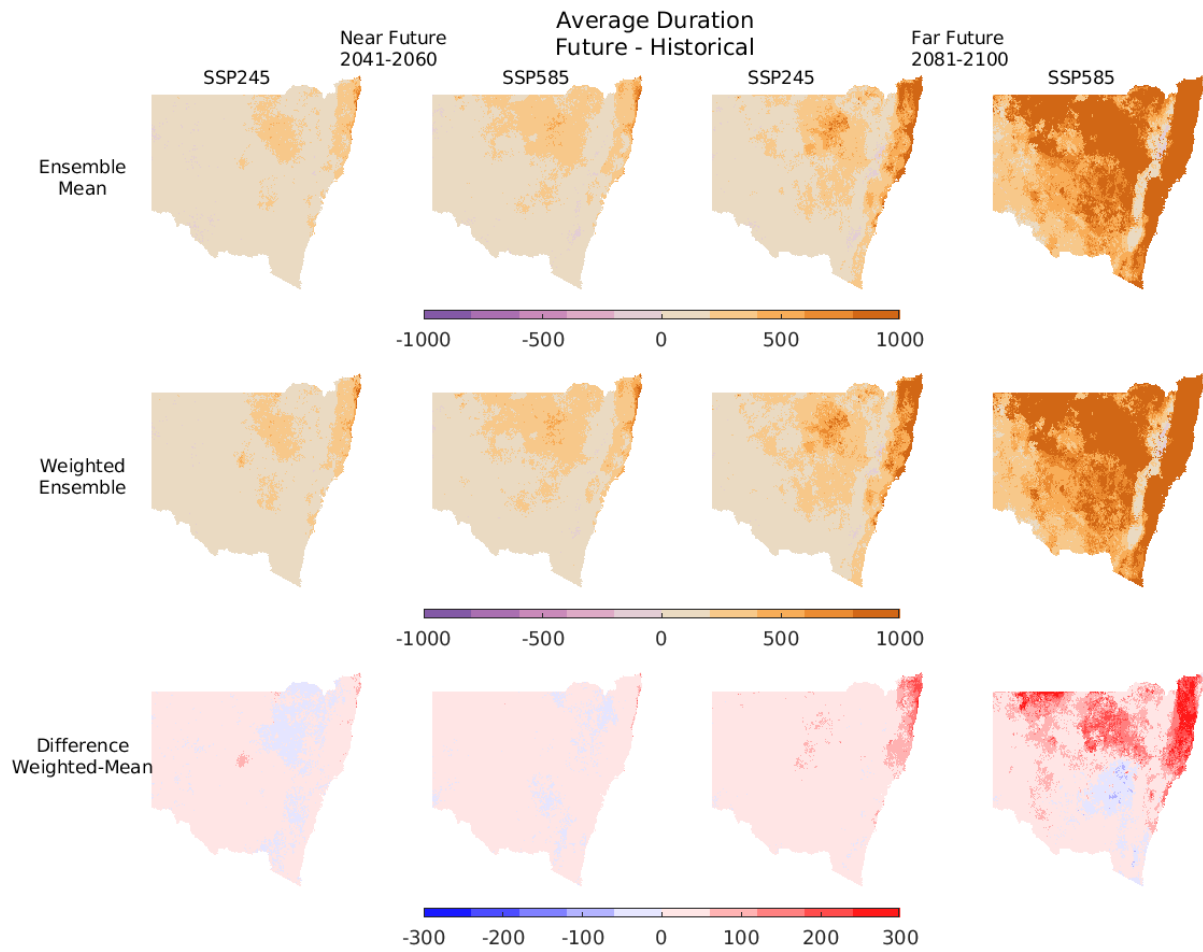 Average Duration
Future - Historical
Near Future
2041-2060
Far Future
2081-2100
SSP245
SSP585
SSP245
SSP585
Ensemble
Mean
-1000
-500
0
500
1000
Weighted
Ensemble
-1000
-500
0
500
1000
Difference
Weighted-Mean
-300
-200
-100
0
100
200
300